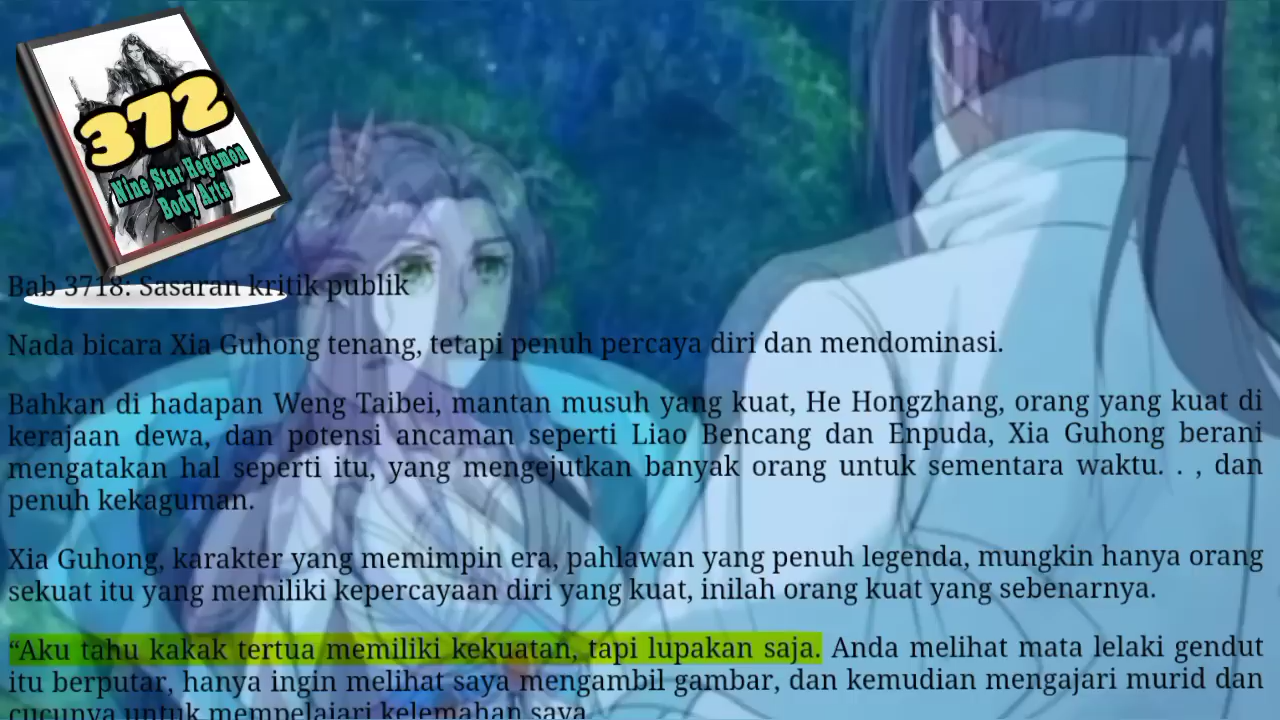 372
Nine Star Hegemon
Body Arts
Bab 3718: Sasaran kritik publik
Nada bicara Xia Guhong tenang, tetapi penuh percaya diri dan mendominasi.
Bahkan di hadapan Weng Taibei, mantan musuh yang kuat, He Hongzhang, orang yang kuat di
kerajaan dewa, dan potensi ancaman seperti Liao Bencang dan Enpuda, Xia Guhong berani
mengatakan hal seperti itu, yang mengejutkan banyak orang untuk sementara waktu. . , dan
penuh kekaguman.
Xia Guhong, karakter yang memimpin era, pahlawan yang penuh legenda, mungkin hanya orang
sekuat itu yang memiliki kepercayaan diri yang kuat, inilah orang kuat yang sebenarnya.
“Aku tahu kakak tertua memiliki kekuatan, tapi lupakan saja. Anda melihat mata lelaki gendut
itu berputar, hanya ingin melihat saya mengambil gambar, dan kemudian mengajari murid dan
cucunya untuk mempelajari kelemahan saya